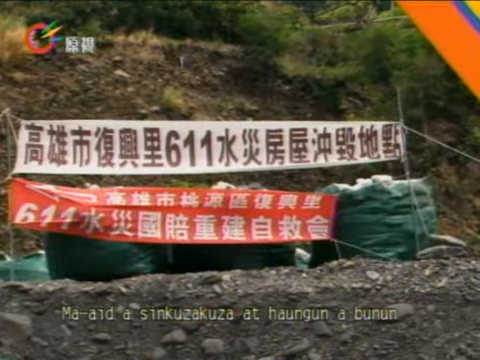 原視
高雄市復興里611水災房屋沖毀地點
高雄市桃源區復興里
611水災國賠重建自救會
Ma-aid a sinkuzakuza at haungun a bunun